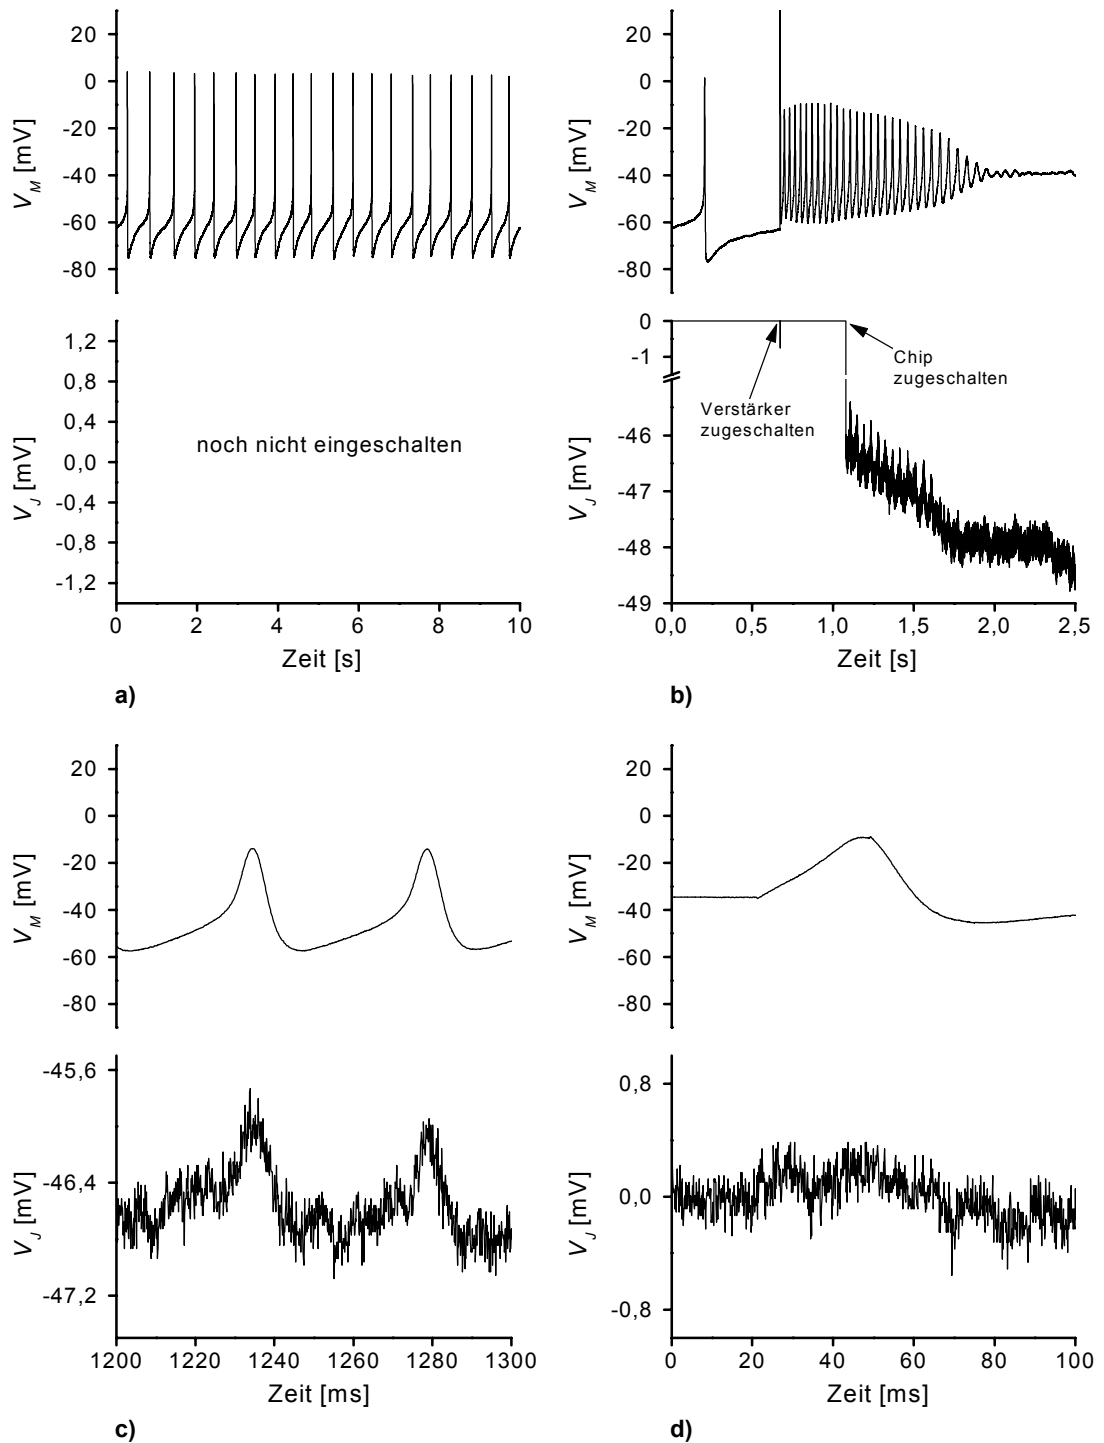 20
0
-20
-40
-60
-80
V_M [mV]
1,2
0,8
0,4
0,0
-0,4
-0,8
-1,2
V_J [mV]
noch nicht eingeschalten
0 2 4 6 8 10
Zeit [s]
a)
20
0
-20
-40
-60
-80
V_M [mV]
0
-1
-46
-47
-48
-49
V_J [mV]
Chip
zugeschalten
Verstärker
zugeschalten
0,0 0,5 1,0 1,5 2,0 2,5
Zeit [s]
b)
20
0
-20
-40
-60
-80
V_M [mV]
-45,6
-46,4
-47,2
V_J [mV]
1200 1220 1240 1260 1280 1300
Zeit [ms]
c)
20
0
-20
-40
-60
-80
V_M [mV]
0,8
0,0
-0,8
V_J [mV]
0 20 40 60 80 100
Zeit [ms]
d)